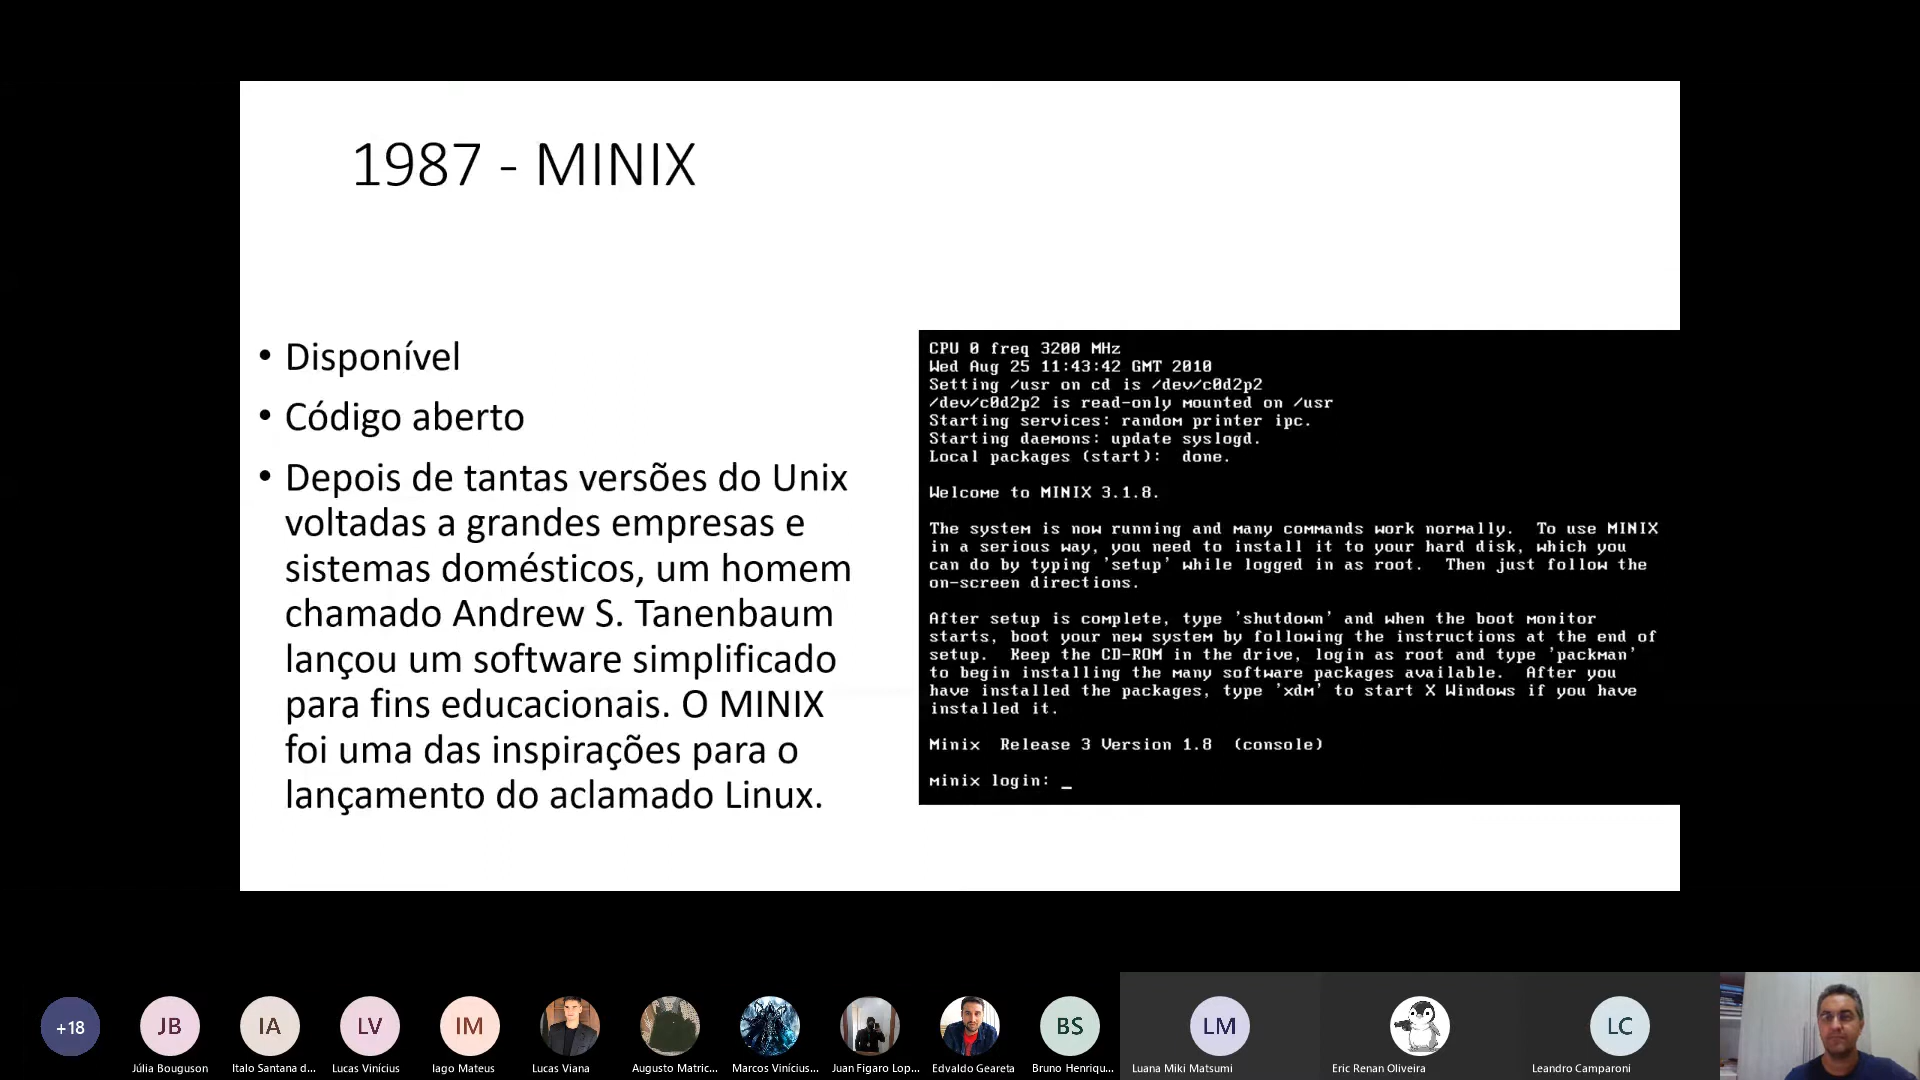 1987 - MINIX
• Disponível
• Código aberto
• Depois de tantas versões do Unix
voltadas a grandes empresas e
sistemas domésticos, um homem
chamado Andrew S. Tanenbaum
lançou um software simplificado
para fins educacionais. O MINIX
foi uma das inspirações para o
lançamento do aclamado Linux.
CPU 0 freq 3200 MHz
Wed Aug 25 11:43:42 GMT 2010
Setting /usr on cd is /dev/c0d2p2
/dev/c0d2p2 is read-only mounted on /usr
Starting services: random printer ipc.
Starting daemons: update syslogd.
Local packages (start):  done.
Welcome to MINIX 3.1.8.
The system is now running and many commands work normally.  To use MINIX
in a serious way, you need to install it to your hard disk, which you
can do by typing 'setup' while logged in as root.  Then just follow the
on-screen directions.
After setup is complete, type 'shutdown' and when the boot monitor
starts, boot your new system by following the instructions at the end of
setup.  Keep the CD-ROM in the drive, login as root and type 'packman'
to begin installing the many software packages available.  After you
have installed the packages, type 'xdm' to start X Windows if you have
installed it.
Minix  Release 3 Version 1.8  (console)
minix login: _
+18
JB
IA
LV
IM
BS
LM
LC
Júlia Bouguson
Italo Santana d...
Lucas Vinícius
Iago Mateus
Lucas Viana
Augusto Matric...
Marcos Vinícius...
Juan Figaro Lop...
Edvaldo Geareta
Bruno Henriqu...
Luana Miki Matsumi
Eric Renan Oliveira
Leandro Camparoni